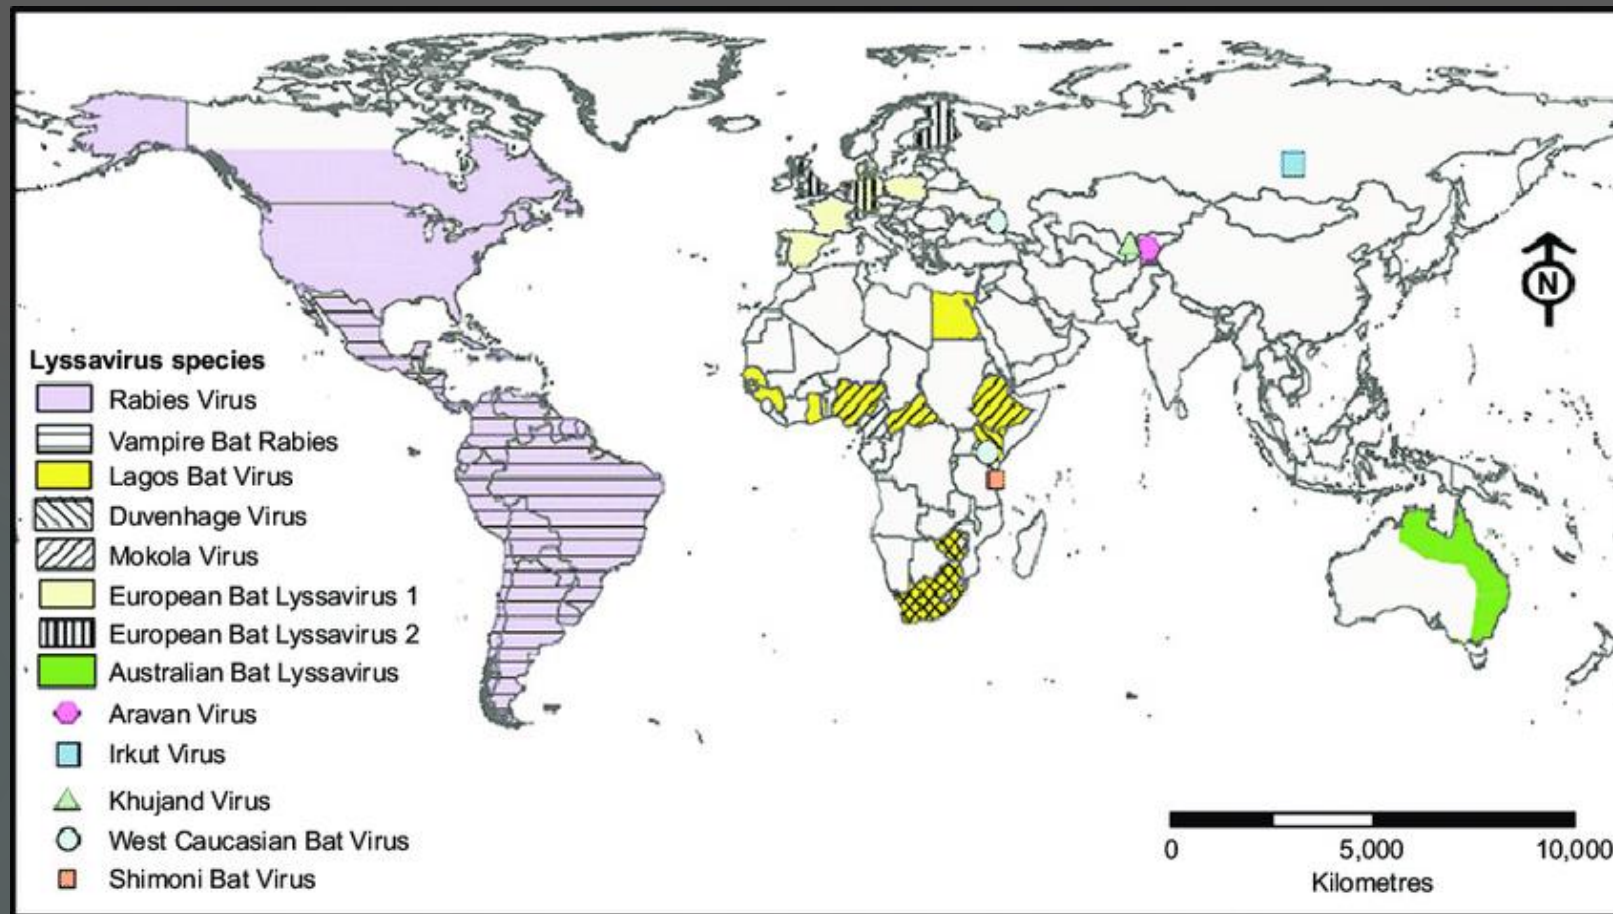 N
Lyssavirus species
Rabies Virus
Vampire Bat Rabies
Lagos Bat Virus
Duvenhage Virus
Mokola Virus
European Bat Lyssavirus 1
European Bat Lyssavirus 2
Australian Bat Lyssavirus
Aravan Virus
Irkut Virus
Khujand Virus
West Caucasian Bat Virus
Shimoni Bat Virus
0 5,000 10,000
Kilometres